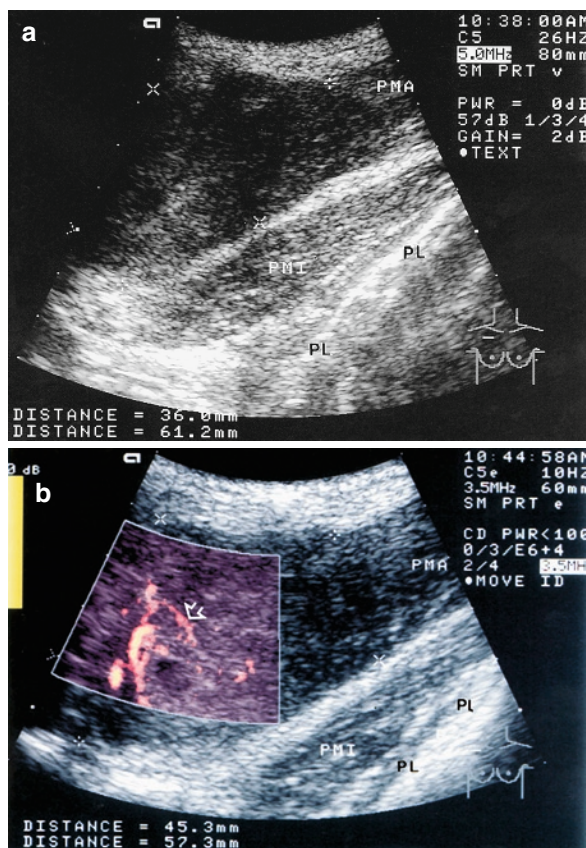 a
a
10:38:00AM
C5 26HZ
5.0MHz 80mm
SM PRT v
PMA
PWR = 0dB
57dB 1/3/4
GAIN= 2dB
●TEXT
PMI
PL
PL
DISTANCE = 36.0mm
DISTANCE = 61.2mm
0 dB
b
a
10:44:58AM
C5e 10HZ
3.5MHz 60mm
SM PRT e
CD PWR<100
0/3/E6+4
2/4 3.5MH
PMA
●MOVE ID
PL
PMI
PL
DISTANCE = 45.3mm
DISTANCE = 57.3mm